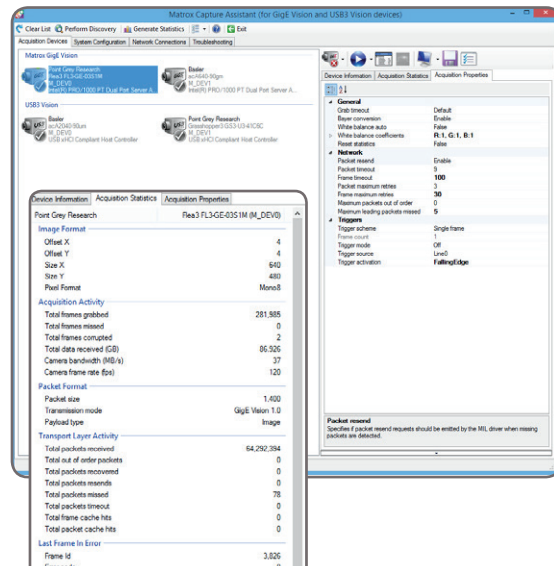 Matrox Capture Assistant (for GigE Vision and USB3 Vision devices)
Clear List Perform Discovery Generate Statistics Exit
Acquisition Devices System Configuration Network Connections Troubleshooting
Matrox GigE Vision
Point Grey Research
Flea3 FL3-GE-03S1M
M_DEV0
Intel(R) PRO/1000 PT Dual Port Server A...
Basler
acA640-90gm
M_DEV1
Intel(R) PRO/1000 PT Dual Port Server A...
USB3 Vision
Basler
acA2040-90um
M_DEV0
USB xHCI Compliant Host Controller
Point Grey Research
Grasshopper3 GS3-U3-41C6C
M_DEV1
USB xHCI Compliant Host Controller
Device Information Acquisition Statistics Acquisition Properties
General
Grab timeout Default
Bayer conversion Enable
White balance auto False
White balance coefficients R:1, G:1, B:1
Reset statistics False
Network
Packet resend Enable
Packet timeout 5
Frame timeout 100
Packet maximum retries 3
Frame maximum retries 30
Maximum packets out of order 0
Maximum leading packets missed 5
Triggers
Trigger scheme Single frame
Frame count 1
Trigger mode Off
Trigger source Line0
Trigger activation FallingEdge
Packet resend
Specifies if packet resend requests should be emitted by the MIL driver when missing
packets are detected.
Device Information Acquisition Statistics Acquisition Properties
Point Grey Research Flea3 FL3-GE-03S1M (M_DEV0)
Image Format
Offset X 4
Offset Y 4
Size X 640
Size Y 480
Pixel Format Mono8
Acquisition Activity
Total frames grabbed 281,985
Total frames missed 0
Total frames corrupted 2
Total data received (GB) 86.926
Camera bandwidth (MB/s) 37
Camera frame rate (fps) 120
Packet Format
Packet size 1,400
Transmission mode GigE Vision 1.0
Payload type Image
Transport Layer Activity
Total packets received 64,292,394
Total out of order packets 0
Total packets recovered 0
Total packets resends 0
Total packets missed 78
Total packets timeout 0
Total frame cache hits 0
Total packet cache hits 0
Last Frame In Error
Frame Id 3,826